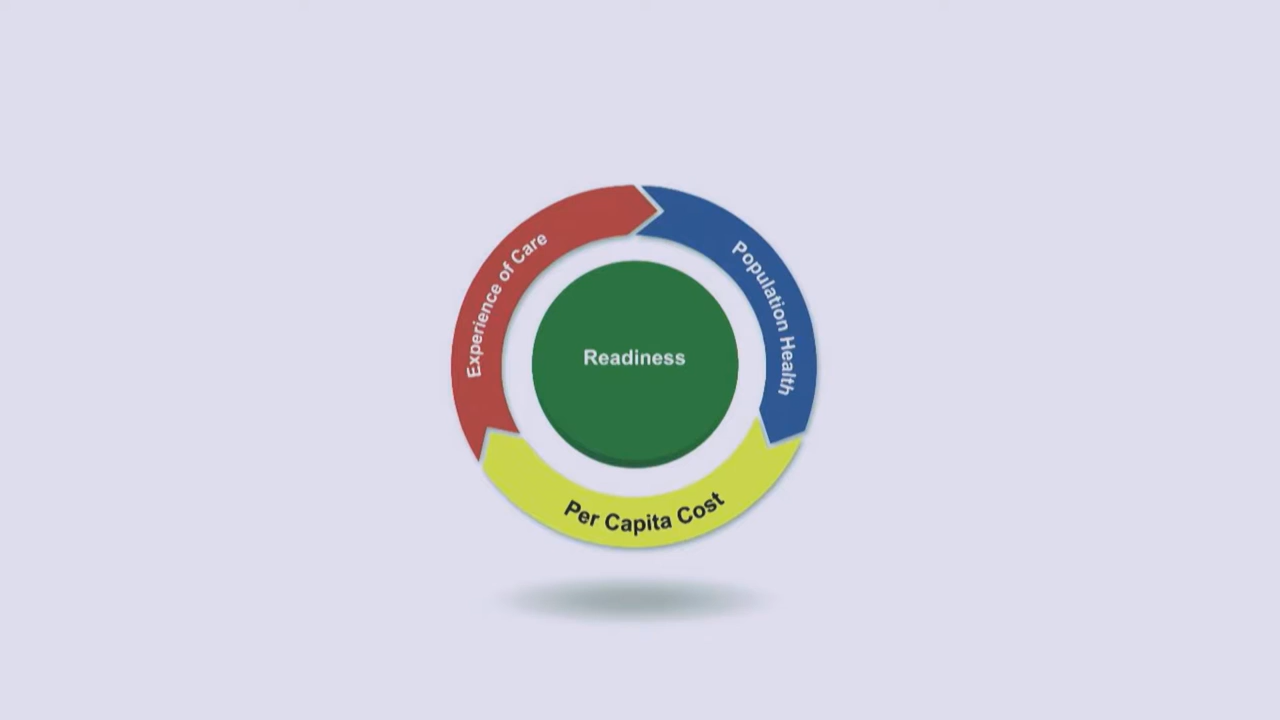 Experience of Care
Population Health
Readiness
Per Capita Cost